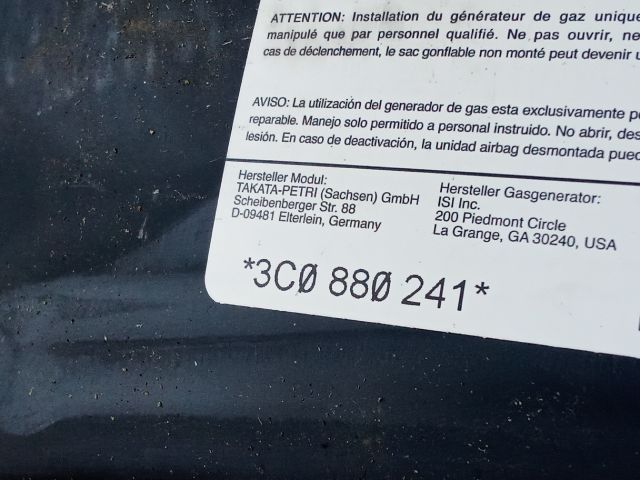 ATTENTION: Installation du générateur de gaz unique
manipulé que par personnel qualifié. Ne pas ouvrir, ne
cas de déclenchement, le sac gonflable non monté peut devenir
AVISO: La utilización del generador de gas esta exclusivamente
reparable. Manejo solo permitido a personal instruido. No abrir, des
lesión. En caso de deactivación, la unidad airbag desmontada pued
Hersteller Modul:
TAKATA-PETRI (Sachsen) GmbH
Scheibenberger Str. 88
D-09481 Elterlein, Germany
Hersteller Gasgenerator:
ISI Inc.
200 Piedmont Circle
La Grange, GA 30240, USA
*3C0 880 241*